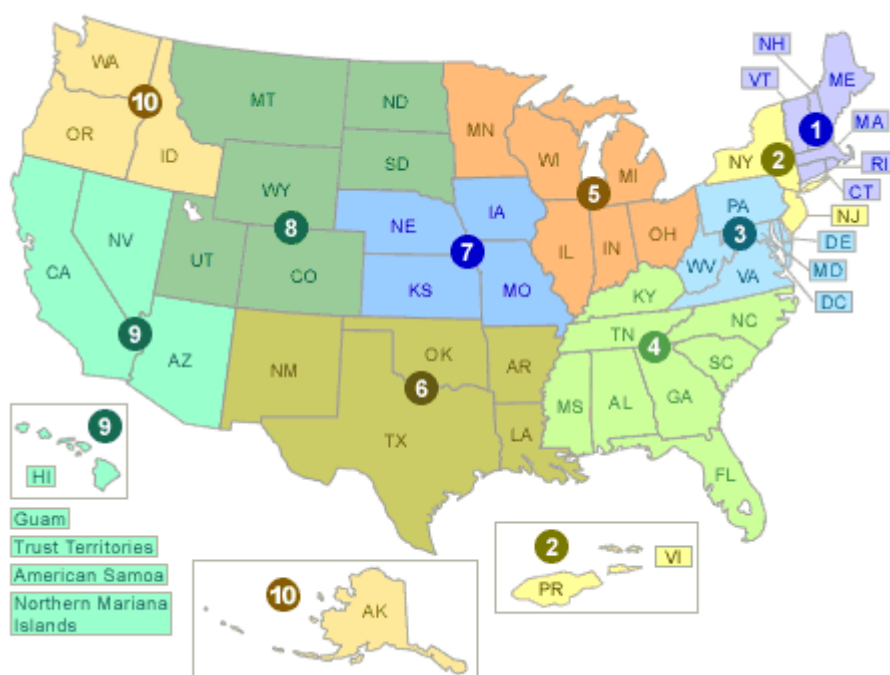 NH
VT
ME
WA
MT
ND
MN
10
1
MA
OR
ID
SD
WI
MI
NY
2
RI
CT
WY
5
PA
NJ
NV
8
NE
IA
3
DE
CA
UT
CO
7
IL
IN
OH
WV
VA
MD
KS
MO
KY
DC
9
AZ
NM
OK
AR
TN
4
NC
SC
6
TX
LA
MS
AL
GA
9
HI
FL
Guam
Trust Territories
American Samoa
Northern Mariana
Islands
10
AK
2
VI
PR